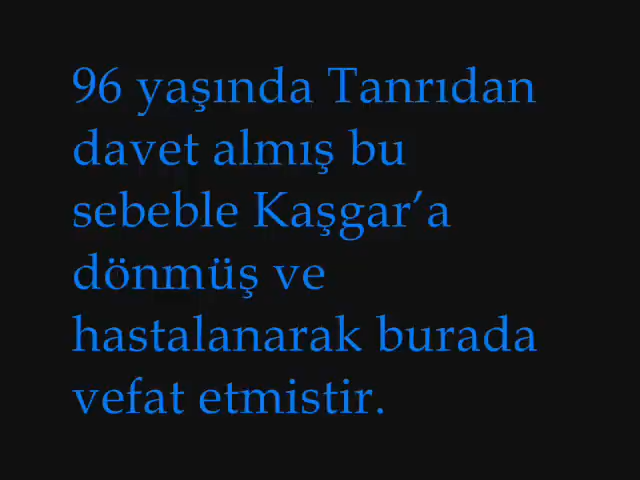 96 yaşında Tanrıdan
davet almış bu
sebeble Kaşgar’a
dönmüş ve
hastalanarak burada
vefat etmistir.